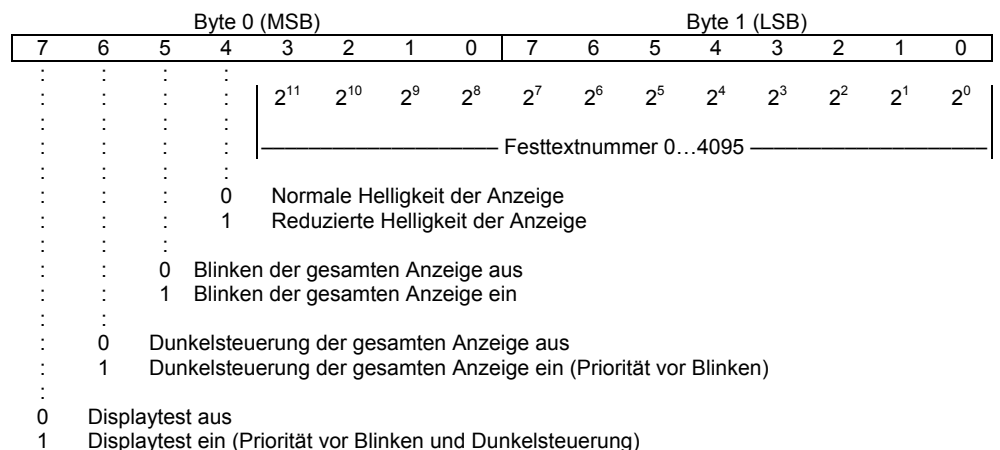 Byte 0 (MSB) Byte 1 (LSB)
7 6 5 4 3 2 1 0 7 6 5 4 3 2 1 0
: : : :
: : : : 2¹¹ 2¹⁰ 2⁹ 2⁸ 2⁷ 2⁶ 2⁵ 2⁴ 2³ 2² 2¹ 2⁰
: : : :
: : : : Festtextnummer 0…4095
: : : :
: : : 0 Normale Helligkeit der Anzeige
: : : 1 Reduzierte Helligkeit der Anzeige
: : :
: : 0 Blinken der gesamten Anzeige aus
: : 1 Blinken der gesamten Anzeige ein
: :
: 0 Dunkelsteuerung der gesamten Anzeige aus
: 1 Dunkelsteuerung der gesamten Anzeige ein (Priorität vor Blinken)
:
0 Displaytest aus
1 Displaytest ein (Priorität vor Blinken und Dunkelsteuerung)